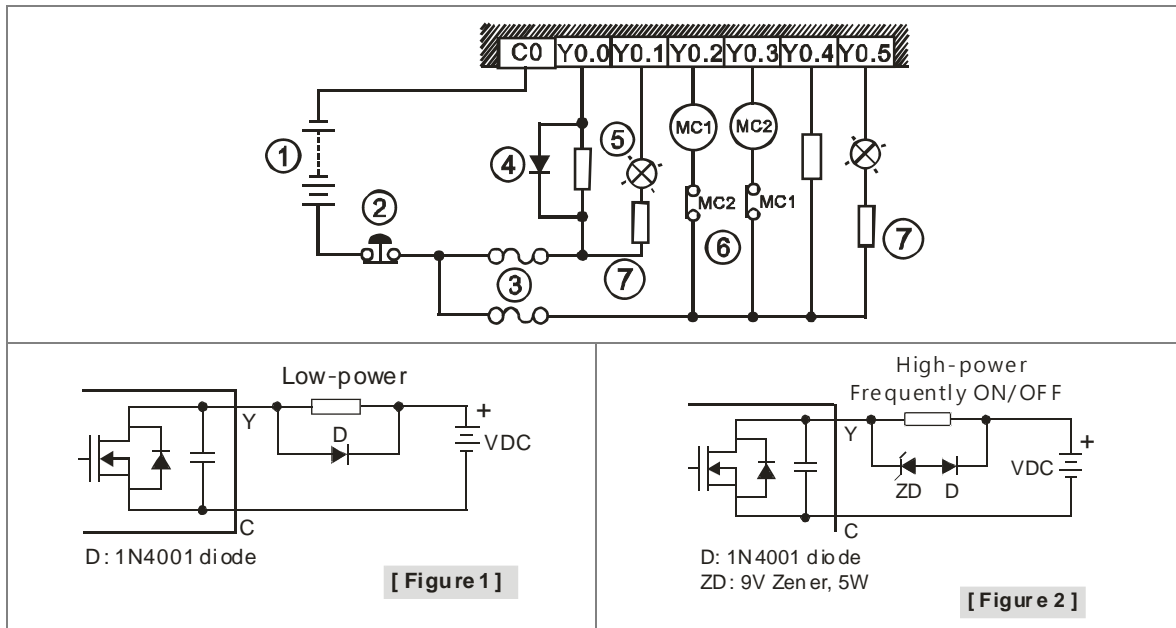 C0 Y0.0 Y0.1 Y0.2 Y0.3 Y0.4 Y0.5
MC1 MC2
① ④ ⑤
MC2 MC1
② ⑥ ⑦
③ ⑦
Low-power
Y
D
+
VDC
C
D: 1N4001 diode
[ Figure 1 ]
High-power
Frequently ON/OFF
Y
+
VDC
ZD D
C
D: 1N4001 diode
ZD: 9V Zener, 5W
[ Figure 2 ]